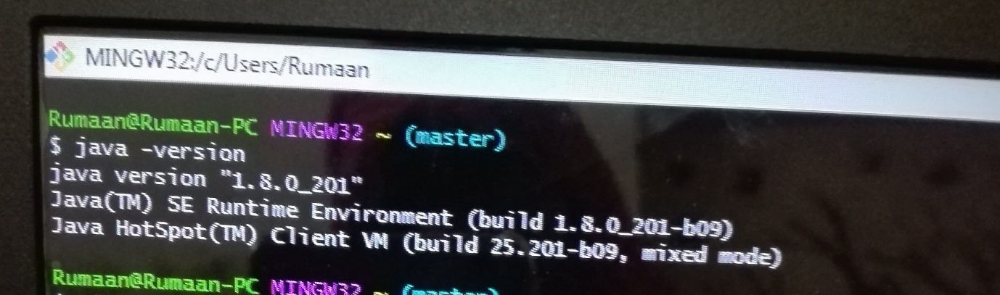 MINGW32:/c/Users/Rumaan
Rumaan@Rumaan-PC MINGW32 ~ (master)
$ java -version
java version "1.8.0_201"
Java(TM) SE Runtime Environment (build 1.8.0_201-b09)
Java HotSpot(TM) Client VM (build 25.201-b09, mixed mode)
Rumaan@Rumaan-PC MINGW32 ~ (master)